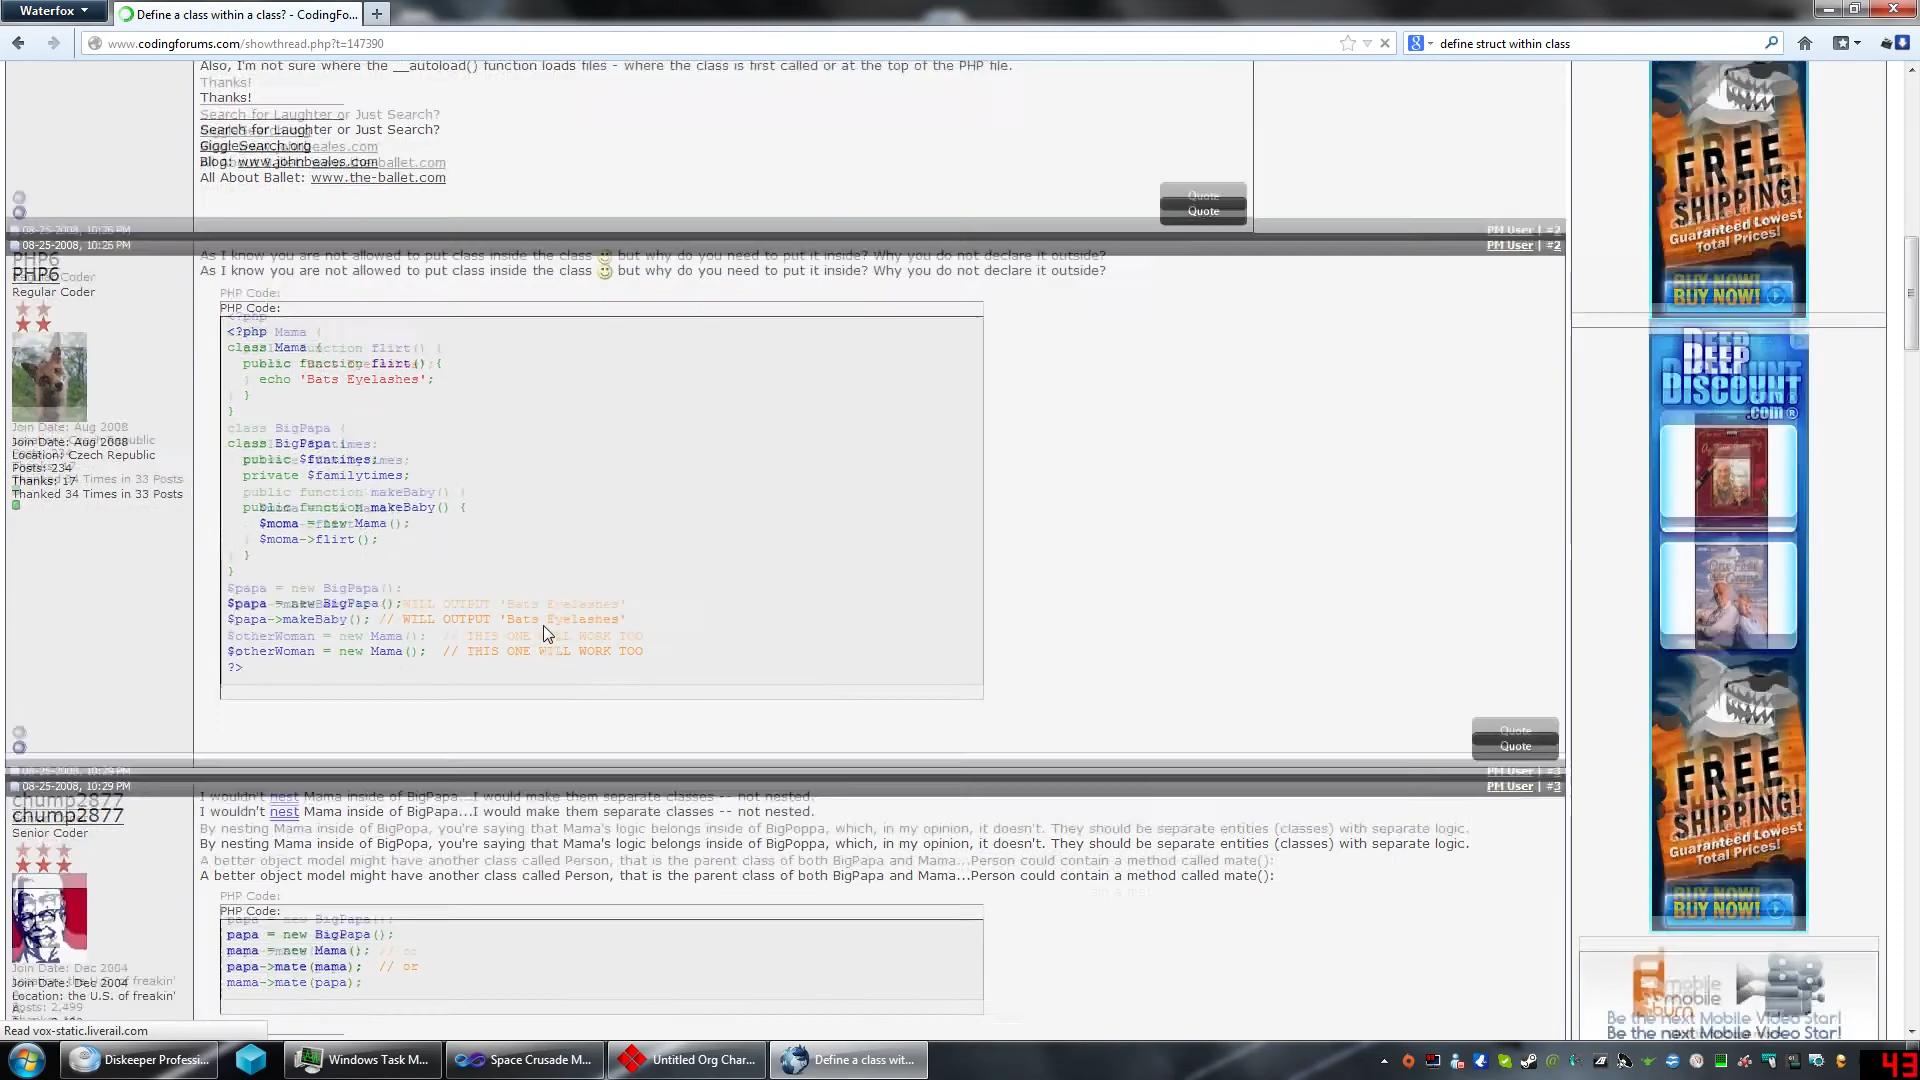 Waterfox
Define a class within a class? - CodingFo...
www.codingforums.com/showthread.php?t=147390
define struct within class
Also, I'm not sure where the __autoload() function loads files - where the class is first called or at the top of the PHP file.
Thanks!
Search for Laughter or Just Search?
GiggleSearch.org
Blog: www.johnbeales.com
All About Ballet: www.the-ballet.com
Quote
08-25-2008, 10:26 PM
PM User | #2
PHP6
Regular Coder
Join Date: Aug 2008
Location: Czech Republic
Posts: 234
Thanks: 17
Thanked 34 Times in 33 Posts
As I know you are not allowed to put class inside the class but why do you need to put it inside? Why you do not declare it outside?
PHP Code:
<?php
class Mama {
public function flirt() {
echo 'Bats Eyelashes';
}
}
class BigPapa {
public $funtimes;
private $familytimes;
public function makeBaby() {
$moma = new Mama();
$moma->flirt();
}
}
$papa = new BigPapa();
$papa->makeBaby(); // WILL OUTPUT 'Bats Eyelashes'
$otherWoman = new Mama(); // THIS ONE WILL WORK TOO
?>
Quote
08-25-2008, 10:29 PM
PM User | #3
chump2877
Senior Coder
Join Date: Dec 2004
Location: the U.S. of freakin'
A.
Posts: 2,499
I wouldn't nest Mama inside of BigPapa...I would make them separate classes -- not nested.
By nesting Mama inside of BigPopa, you're saying that Mama's logic belongs inside of BigPoppa, which, in my opinion, it doesn't. They should be separate entities (classes) with separate logic.
A better object model might have another class called Person, that is the parent class of both BigPapa and Mama...Person could contain a method called mate():
PHP Code:
papa = new BigPapa();
mama = new Mama();
papa->mate(mama); // or
mama->mate(papa);
FREE
SHIPPING!
Guaranteed Lowest
Total Prices!
BUY NOW!
DEEP
DISCOUNT
.com®
FREE
SHIPPING!
Guaranteed Lowest
Total Prices!
BUY NOW!
mobile
burn
Be the next Mobile Video Star!
Read vox-static.liverail.com
Diskeeper Professi...
Windows Task M...
Space Crusade M...
Untitled Org Char...
Define a class wit...
43